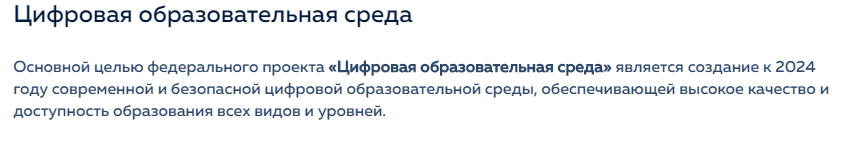 Цифровая образовательная среда
Основной целью федерального проекта «Цифровая образовательная среда» является создание к 2024
году современной и безопасной цифровой образовательной среды, обеспечивающей высокое качество и
доступность образования всех видов и уровней.